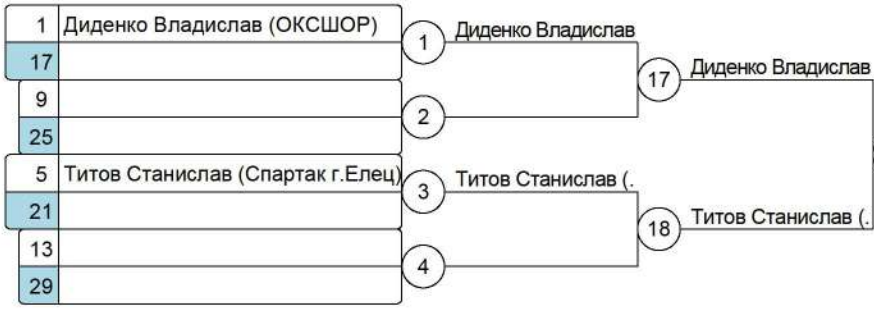 1 Диденко Владислав (ОКСШОР)
17
1 Диденко Владислав
9
25
2
17 Диденко Владислав
5 Титов Станислав (Спартак г.Елец)
21
3 Титов Станислав (.
13
29
4
18 Титов Станислав (.